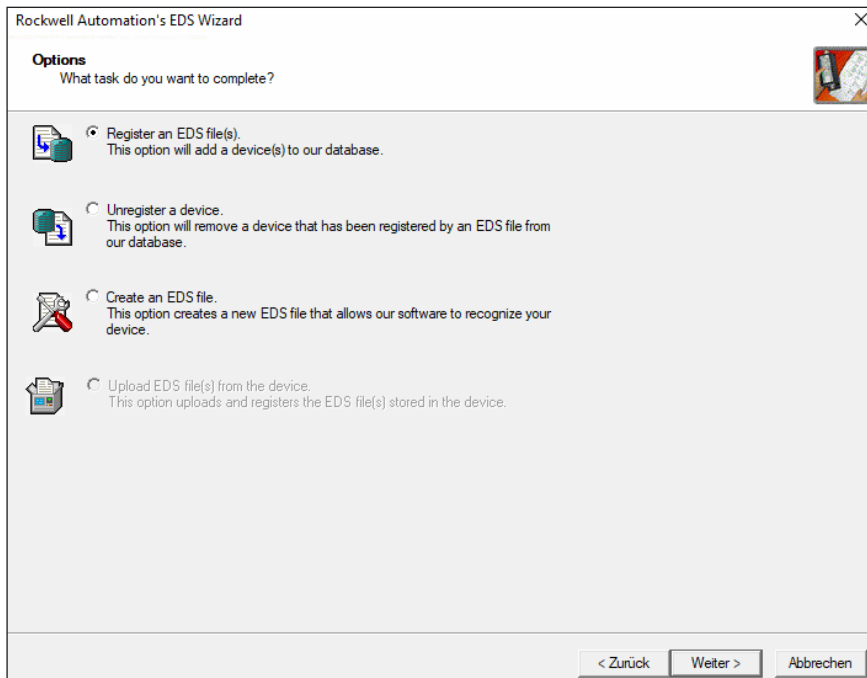 Rockwell Automation's EDS Wizard
Options
What task do you want to complete?
Register an EDS file(s).
This option will add a device(s) to our database.
Unregister a device.
This option will remove a device that has been registered by an EDS file from
our database.
Create an EDS file.
This option creates a new EDS file that allows our software to recognize your
device.
Upload EDS file(s) from the device.
This option uploads and registers the EDS file(s) stored in the device.
< Zurück
Weiter >
Abbrechen